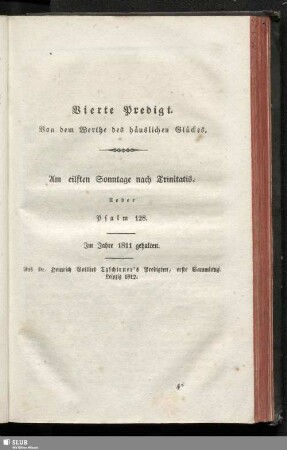 Vierte Predigt.
Von dem Werthe des häuslichen Glückes.
Am eilften Sonntage nach Trinitatis.
Ueber
Psalm 128.
Im Jahre 1811 gehalten.
Aus Dr. Heinrich Gottlieb Tzschirner's Predigten, erste Sammlung.
Leipzig 1812.
SLUB